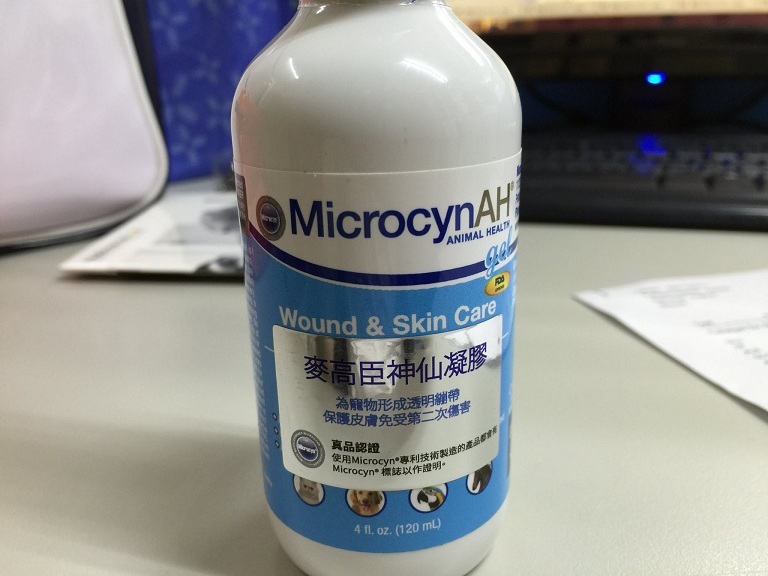 MicrocynAH®
ANIMAL HEALTH
gel
FDA
Wound & Skin Care
麥高臣神仙凝膠
為寵物形成透明繃帶
保護皮膚免受第二次傷害
真品認證
使用Microcyn®專利技術製造的產品都會有
Microcyn® 標誌以作證明。
4 fl. oz. (120 mL)